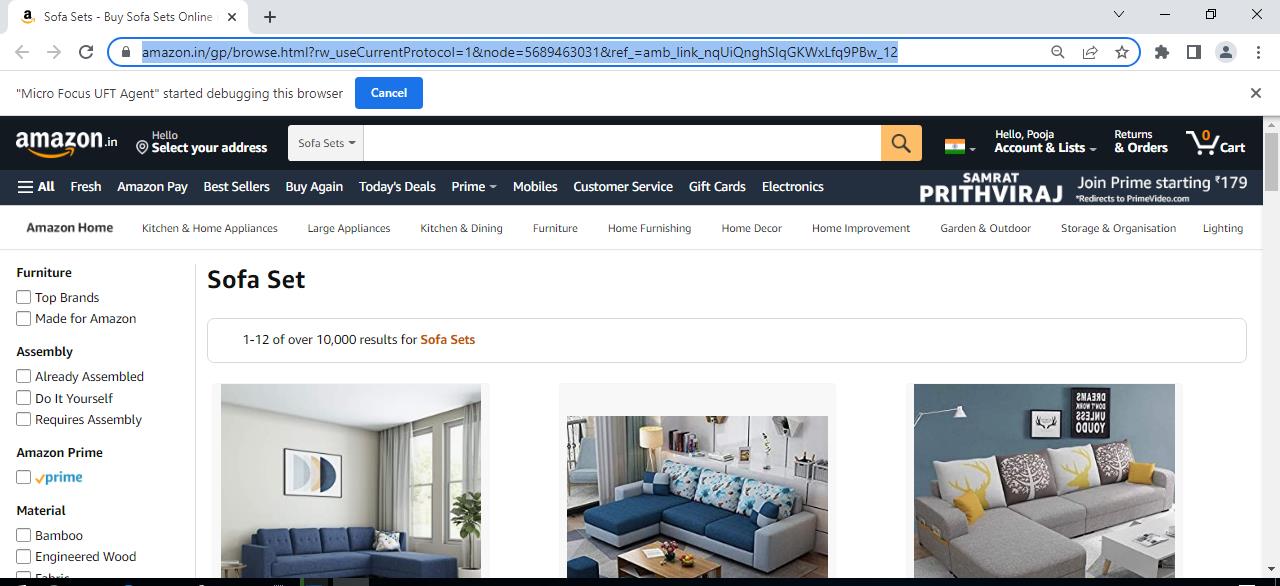 Sofa Sets - Buy Sofa Sets Online
amazon.in/gp/browse.html?rw_useCurrentProtocol=1&node=5689463031&ref_=amb_link_nqUiQnghSlqGKWxLfq9PBw_12
"Micro Focus UFT Agent" started debugging this browser
Cancel
amazon.in
Hello
Select your address
Sofa Sets
Hello, Pooja
Account & Lists
Returns
& Orders
0
Cart
All Fresh Amazon Pay Best Sellers Buy Again Today's Deals Prime Mobiles Customer Service Gift Cards Electronics
SAMRAT
PRITHVIRAJ
Join Prime starting ₹179
*Redirects to PrimeVideo.com
Amazon Home Kitchen & Home Appliances Large Appliances Kitchen & Dining Furniture Home Furnishing Home Decor Home Improvement Garden & Outdoor Storage & Organisation Lighting
Furniture
Top Brands
Made for Amazon
Assembly
Already Assembled
Do It Yourself
Requires Assembly
Amazon Prime
prime
Material
Bamboo
Engineered Wood
Fabric
Sofa Set
1-12 of over 10,000 results for Sofa Sets
DREAMS
DON'T
WORK
UNLESS
YOU DO